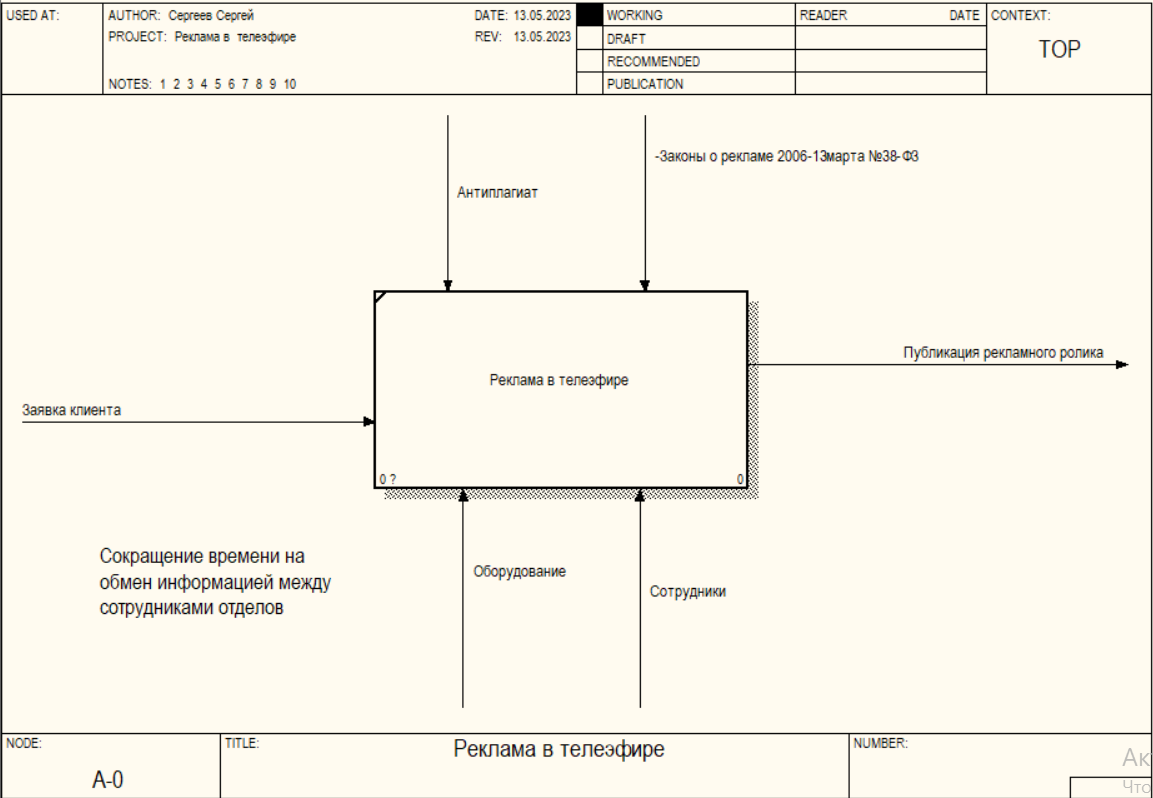 USED AT:
AUTHOR: Сергеев Сергей
DATE: 13.05.2023
PROJECT: Реклама в телеэфире
REV: 13.05.2023
NOTES: 1 2 3 4 5 6 7 8 9 10
WORKING
DRAFT
RECOMMENDED
PUBLICATION
READER
DATE
CONTEXT:
TOP
-Законы о рекламе 2006-13марта №38-ФЗ
Антиплагиат
Публикация рекламного ролика
Реклама в телеэфире
Заявка клиента
0 ?
0
Сокращение времени на
обмен информацией между
сотрудниками отделов
Оборудование
Сотрудники
NODE:
A-0
TITLE:
Реклама в телеэфире
NUMBER:
Ак
Что